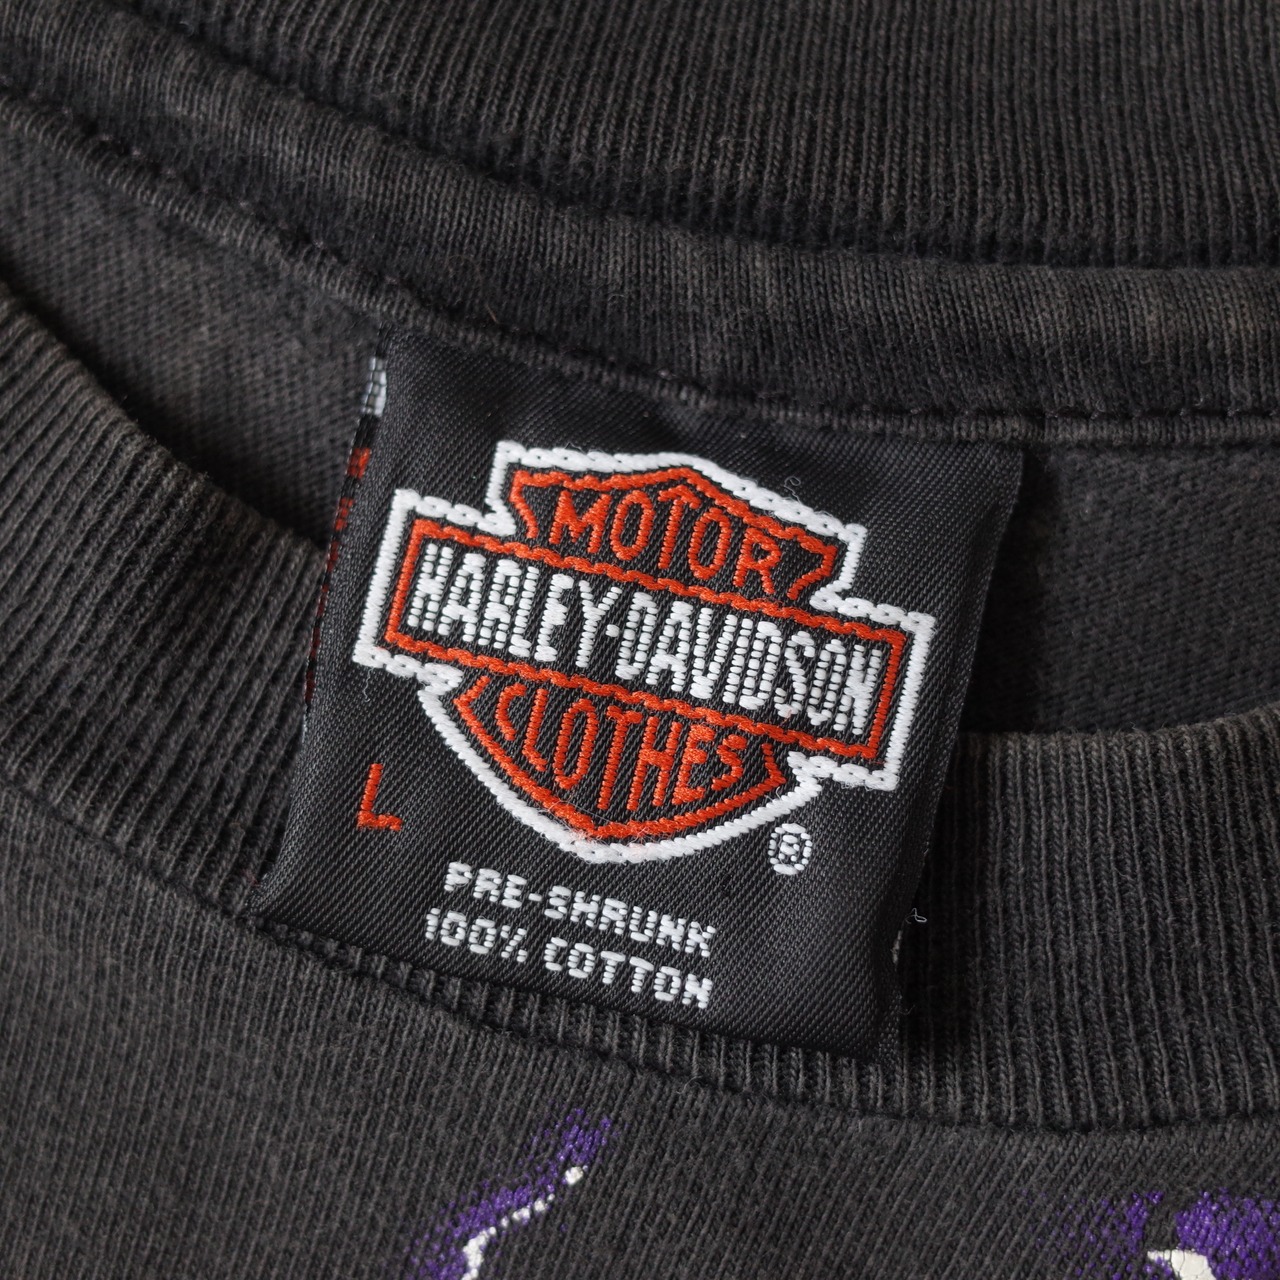 MOTOR
HARLEY-DAVIDSON
CLOTHES
®
L
PRE-SHRUNK
100% COTTON